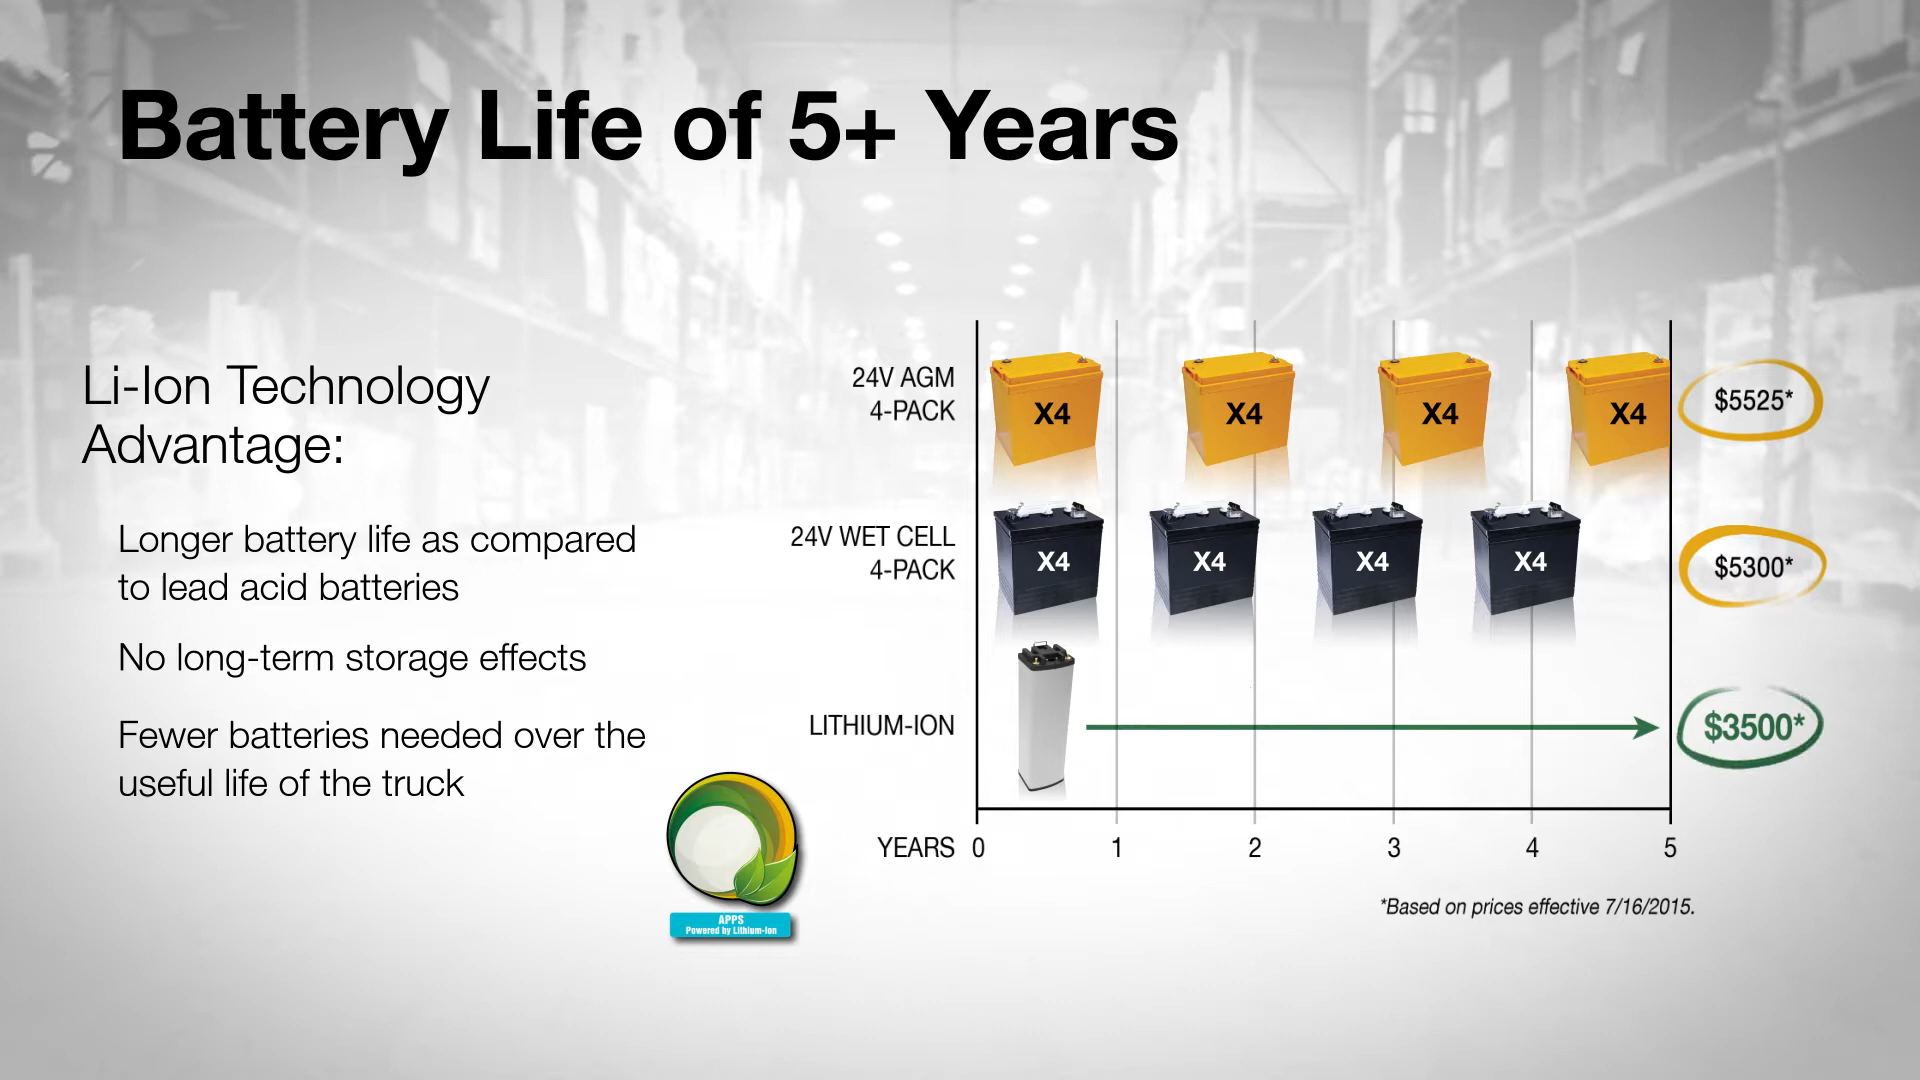 Battery Life of 5+ Years
Li-Ion Technology
Advantage:
Longer battery life as compared
to lead acid batteries
No long-term storage effects
Fewer batteries needed over the
useful life of the truck
APPS
Powered by Lithium-Ion
24V AGM
4-PACK
X4 X4 X4 X4
$5525*
24V WET CELL
4-PACK
X4 X4 X4 X4
$5300*
LITHIUM-ION
$3500*
YEARS 0 1 2 3 4 5
*Based on prices effective 7/16/2015.